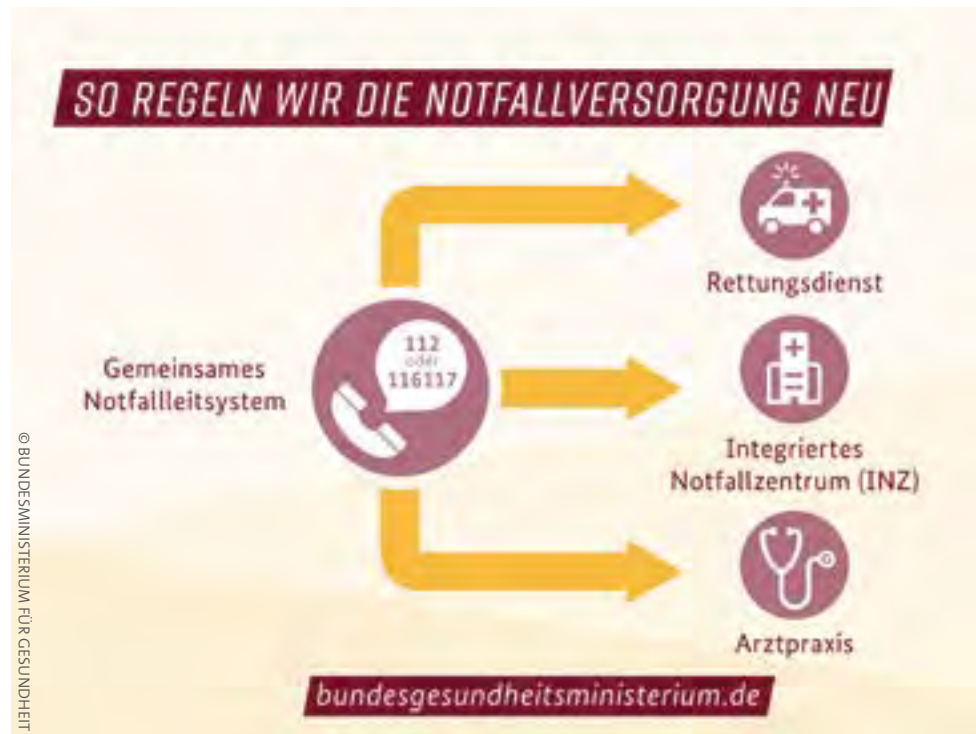 SO REGELN WIR DIE NOTFALLVERSORGUNG NEU
Rettungsdienst
Gemeinsames
Notfallleitsystem
112
oder
116117
Integriertes
Notfallzentrum (INZ)
Arztpraxis
bundesgesundheitsministerium.de
© BUNDESMINISTERIUM FÜR GESUNDHEIT